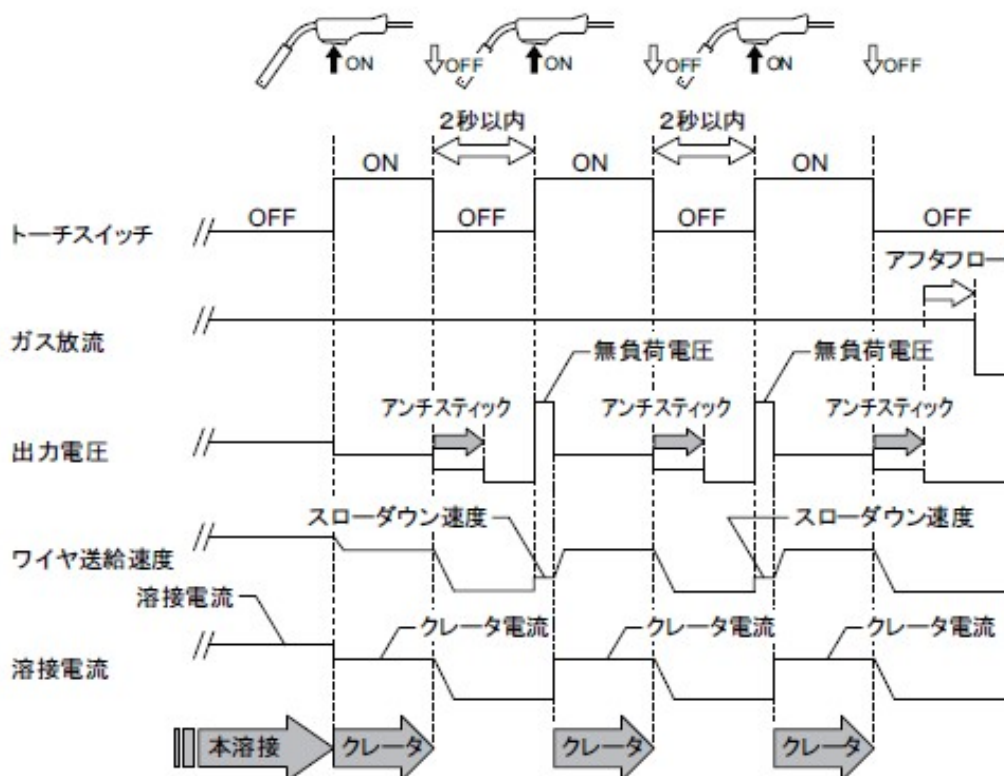 ON OFF ON OFF ON OFF
2秒以内 2秒以内
ON ON ON
トーチスイッチ OFF OFF OFF OFF
アフタフロー
ガス放流
無負荷電圧 無負荷電圧
アンチスティック アンチスティック アンチスティック
出力電圧
スローダウン速度 スローダウン速度
ワイヤ送給速度
溶接電流
クレータ電流 クレータ電流 クレータ電流
溶接電流
本溶接 クレータ クレータ クレータ